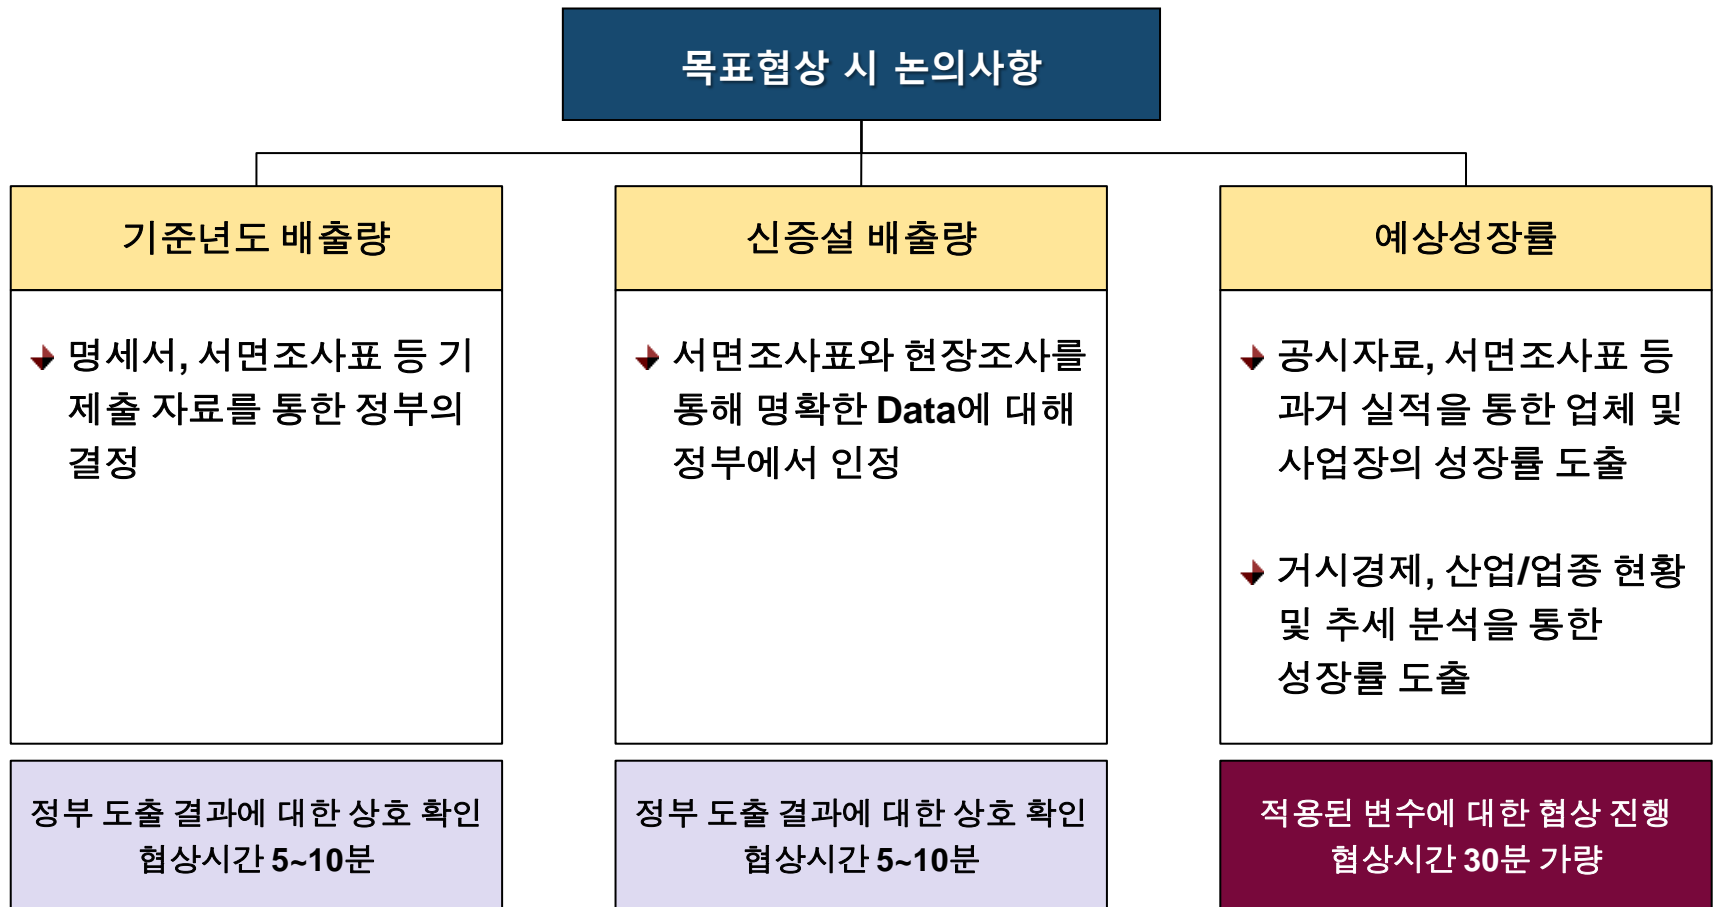 목표협상 시 논의사항
기준년도 배출량
명세서, 서면조사표 등 기
제출 자료를 통한 정부의
결정
정부 도출 결과에 대한 상호 확인
협상시간 5~10분
신증설 배출량
서면조사표와 현장조사를
통해 명확한 Data에 대해
정부에서 인정
정부 도출 결과에 대한 상호 확인
협상시간 5~10분
예상성장률
공시자료, 서면조사표 등
과거 실적을 통한 업체 및
사업장의 성장률 도출
거시경제, 산업/업종 현황
및 추세 분석을 통한
성장률 도출
적용된 변수에 대한 협상 진행
협상시간 30분 가량